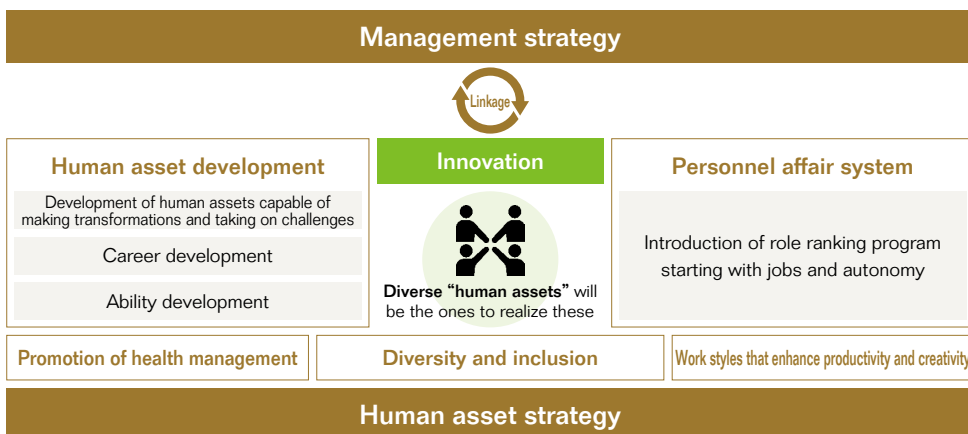 Management strategy
Linkage
Human asset development
Development of human assets capable of
making transformations and taking on challenges
Career development
Ability development
Innovation
Diverse “human assets” will
be the ones to realize these
Personnel affair system
Introduction of role ranking program
starting with jobs and autonomy
Promotion of health management
Diversity and inclusion
Work styles that enhance productivity and creativity
Human asset strategy